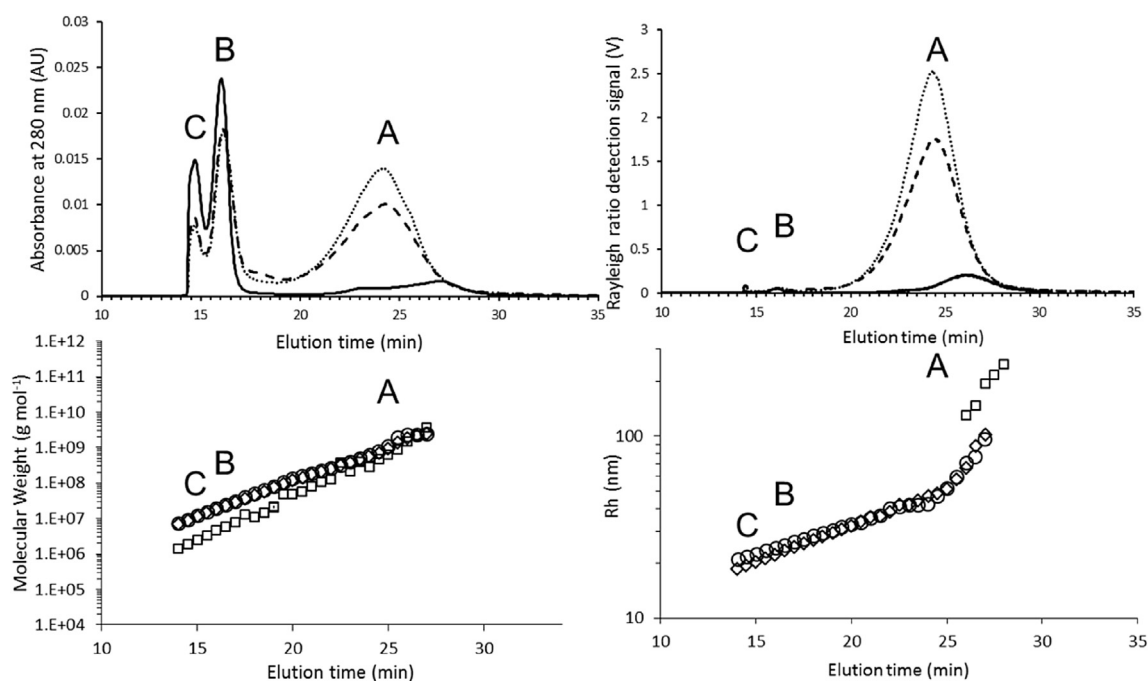 Absorbance at 280 nm (AU)
0.03
0.025
0.02
0.015
0.01
0.005
0
C
B
A
10 15 20 25 30 35
Elution time (min)
Rayleigh ratio detection signal (V)
3
2.5
2
1.5
1
0.5
0
C
B
A
10 15 20 25 30 35
Elution time (min)
Molecular Weight (g mol⁻¹)
1.E+12
1.E+11
1.E+10
1.E+09
1.E+08
1.E+07
1.E+06
1.E+05
1.E+04
C
B
A
10 15 20 25 30
Elution time (min)
Rh (nm)
100
10
C
B
A
10 15 20 25 30 35
Elution time (min)